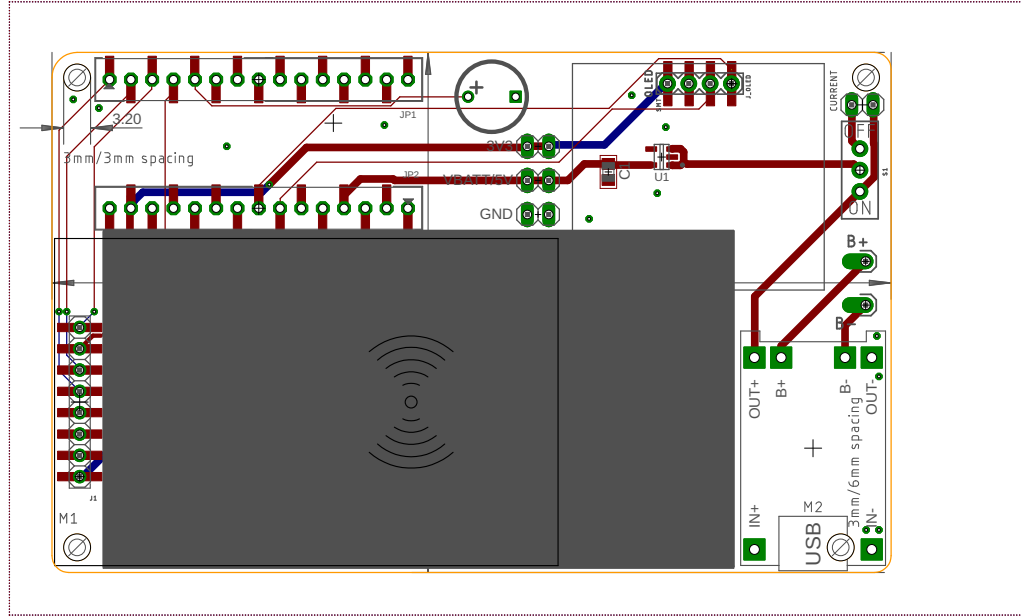 OLED
J_OLED
CURRENT
JP1
3.20
OFF
3V3
3mm/3mm spacing
C1
U1
S1
JP2
VBATT/5V
ON
GND
B+
B-
OUT+
B+
B-
OUT-
3mm/6mm spacing
J1
M1
IN+
M2
IN-
USB